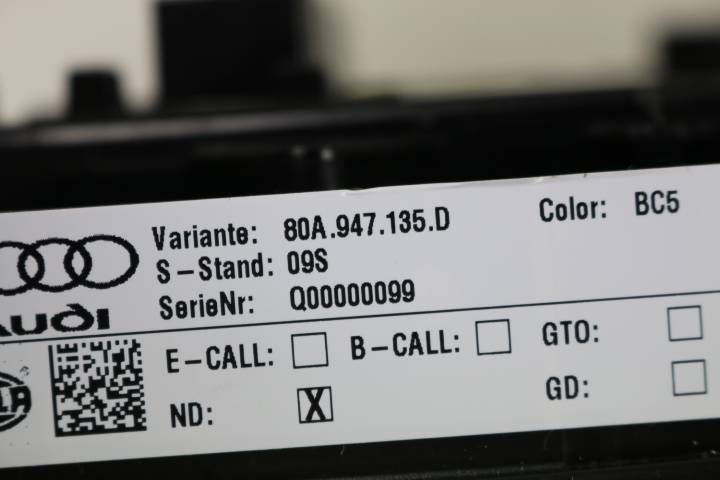 Variante: 80A.947.135.D Color: BC5
S-Stand: 09S
SerieNr: Q00000099
AUDI
E-CALL: B-CALL: GTO:
ND: X GD: